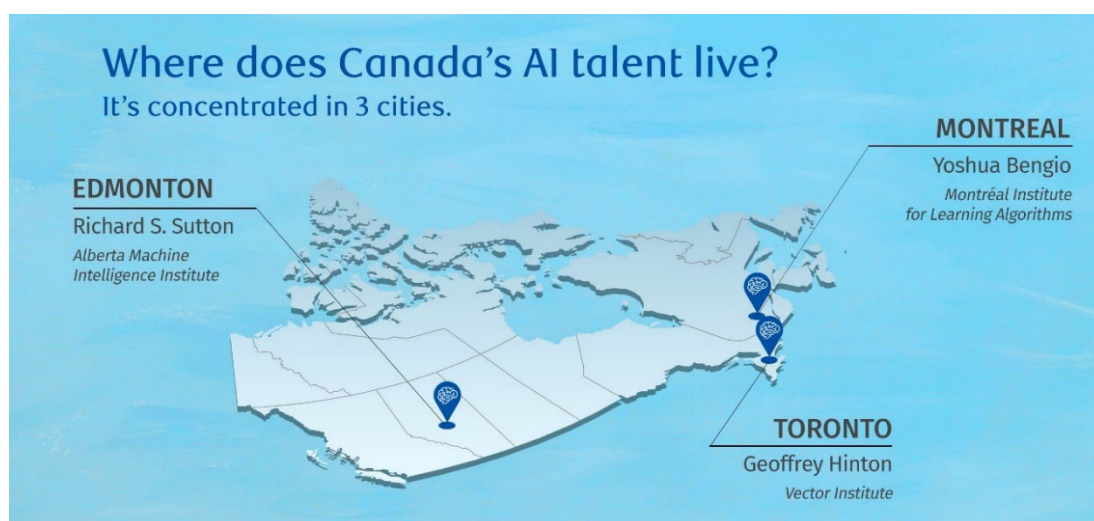 Where does Canada's AI talent live?
It's concentrated in 3 cities.
MONTREAL
Yoshua Bengio
Montréal Institute
for Learning Algorithms
EDMONTON
Richard S. Sutton
Alberta Machine
Intelligence Institute
TORONTO
Geoffrey Hinton
Vector Institute